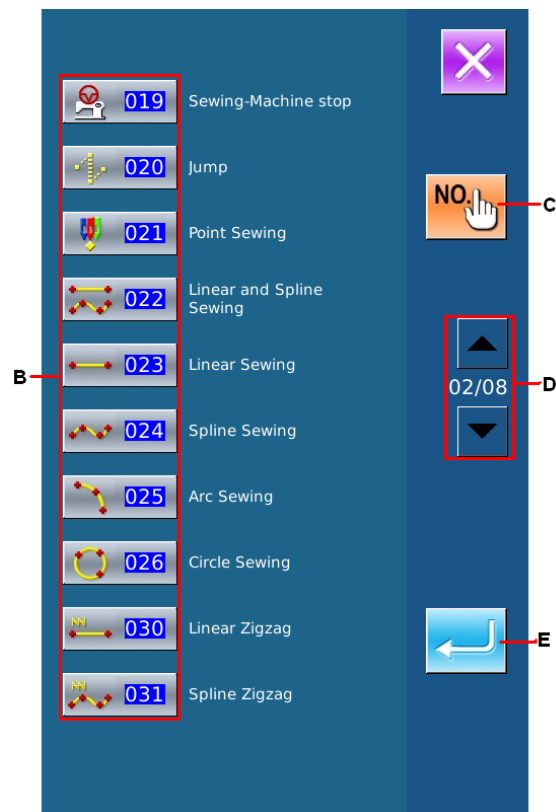 019 Sewing-Machine stop
020 Jump
NO.
C
021 Point Sewing
022 Linear and Spline
Sewing
B
023 Linear Sewing
02/08
D
024 Spline Sewing
025 Arc Sewing
026 Circle Sewing
030 Linear Zigzag
E
031 Spline Zigzag